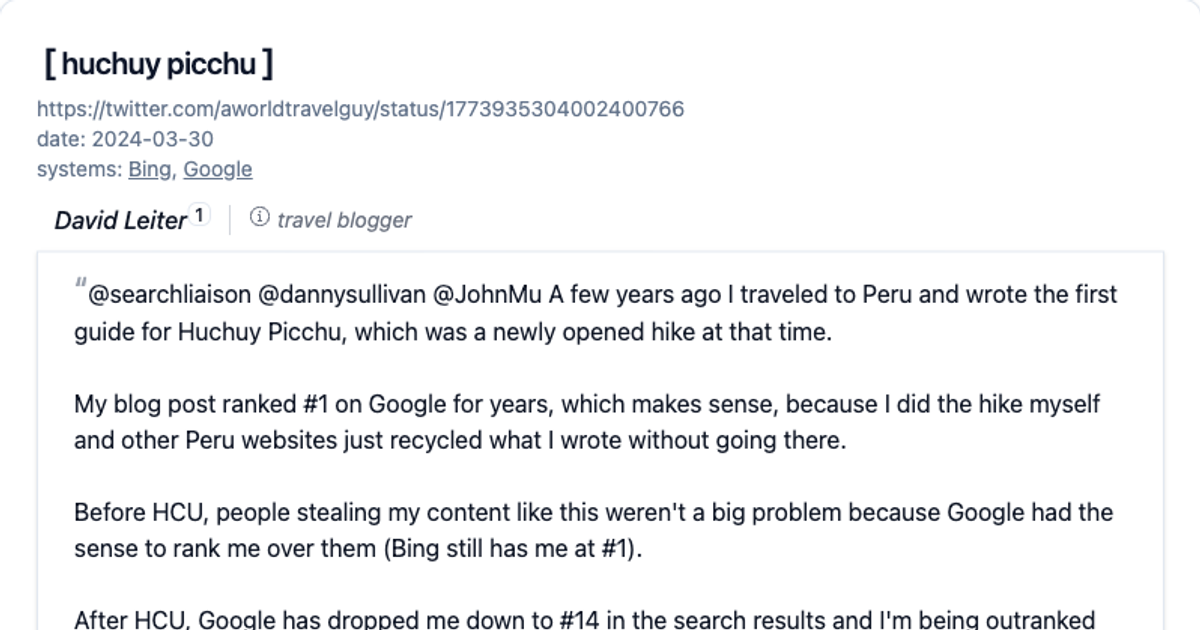 [ huchuy picchu ]
https://twitter.com/aworldtravelguy/status/1773935304002400766
date: 2024-03-30
systems: Bing, Google
David Leiter 1 travel blogger
"@searchliaison @dannysullivan @JohnMu A few years ago I traveled to Peru and wrote the first
guide for Huchuy Picchu, which was a newly opened hike at that time.
My blog post ranked #1 on Google for years, which makes sense, because I did the hike myself
and other Peru websites just recycled what I wrote without going there.
Before HCU, people stealing my content like this weren't a big problem because Google had the
sense to rank me over them (Bing still has me at #1).
After HCU, Google has dropped me down to #14 in the search results and I'm being outranked